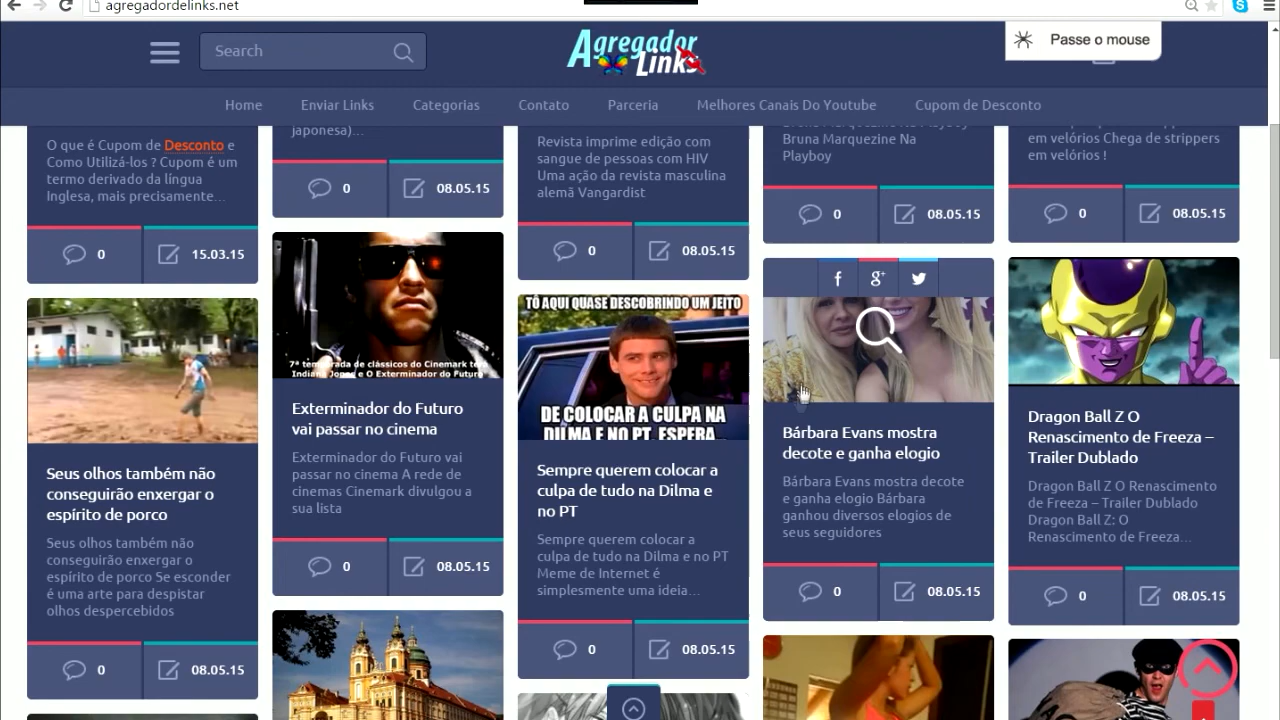 agregadordelinks.net
Search
Agregador
Links
Passe o mouse
Home Enviar Links Categorias Contato Parceria Melhores Canais Do Youtube Cupom de Desconto
O que é Cupom de Desconto e
Como Utilizá-los ? Cupom é um
termo derivado da língua
Inglesa, mais precisamente…
0 15.03.15
Seus olhos também não
conseguirão enxergar o
espírito de porco
Seus olhos também não
conseguirão enxergar o
espírito de porco Se esconder
é uma arte para despistar
olhos despercebidos
0 08.05.15
japonesa)…
0 08.05.15
7ª temporada de clássicos do Cinemark terá
Indiana Jones e O Exterminador do Futuro
Exterminador do Futuro
vai passar no cinema
Exterminador do Futuro vai
passar no cinema A rede de
cinemas Cinemark divulgou a
sua lista
0 08.05.15
Revista imprime edição com
sangue de pessoas com HIV
Uma ação da revista masculina
alemã Vangardist
0 08.05.15
TÔ AQUI QUASE DESCOBRINDO UM JEITO
DE COLOCAR A CULPA NA
DILMA E NO PT, ESPERA...
Sempre querem colocar a
culpa de tudo na Dilma e
no PT
Sempre querem colocar a
culpa de tudo na Dilma e no PT
Meme de Internet é
simplesmente uma ideia…
0 08.05.15
Bruna Marquezine Na Playboy
Bruna Marquezine Na
Playboy
0 08.05.15
f g+
Bárbara Evans mostra
decote e ganha elogio
Bárbara Evans mostra decote
e ganha elogio Bárbara
ganhou diversos elogios de
seus seguidores
0 08.05.15
em velórios Chega de strippers
em velórios !
0 08.05.15
Dragon Ball Z O
Renascimento de Freeza –
Trailer Dublado
Dragon Ball Z O Renascimento
de Freeza – Trailer Dublado
Dragon Ball Z: O
Renascimento de Freeza…
0 08.05.15